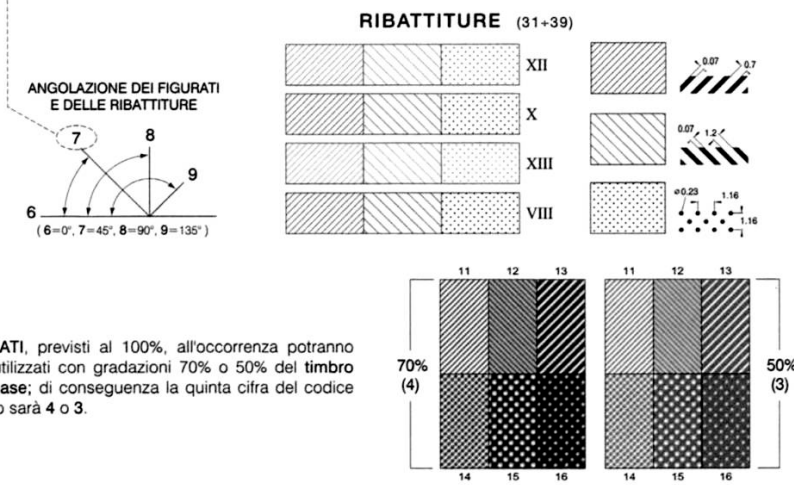 RIBATTITURE (31÷39)
XII
X
XIII
VIII
0.07 0.7
0.07 1.2
ø0.23 1.16
1.16
ANGOLAZIONE DEI FIGURATI
E DELLE RIBATTITURE
7
8
9
6
(6=0°, 7=45°, 8=90°, 9=135°)
ATI, previsti al 100%, all'occorrenza potranno
tilizzati con gradazioni 70% o 50% del timbro
ase; di conseguenza la quinta cifra del codice
o sarà 4 o 3.
11 12 13
70%
(4)
14 15 16
11 12 13
50%
(3)
14 15 16